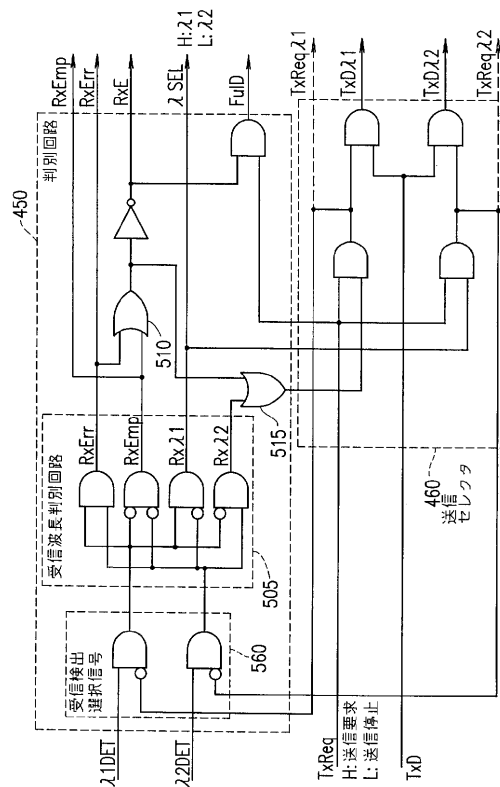 450
判別回路
RxEmp
RxErr
RxE
λSEL
H:λ1
L:λ2
FulD
510
515
受信波長判別回路
RxErr
RxEmp
Rxλ1
Rxλ2
505
受信検出
選択信号
560
λ1DET
λ2DET
TxReqλ1
TxDλ1
TxDλ2
TxReqλ2
460
送信
セレクタ
TxReq
H:送信要求
L:送信停止
TxD